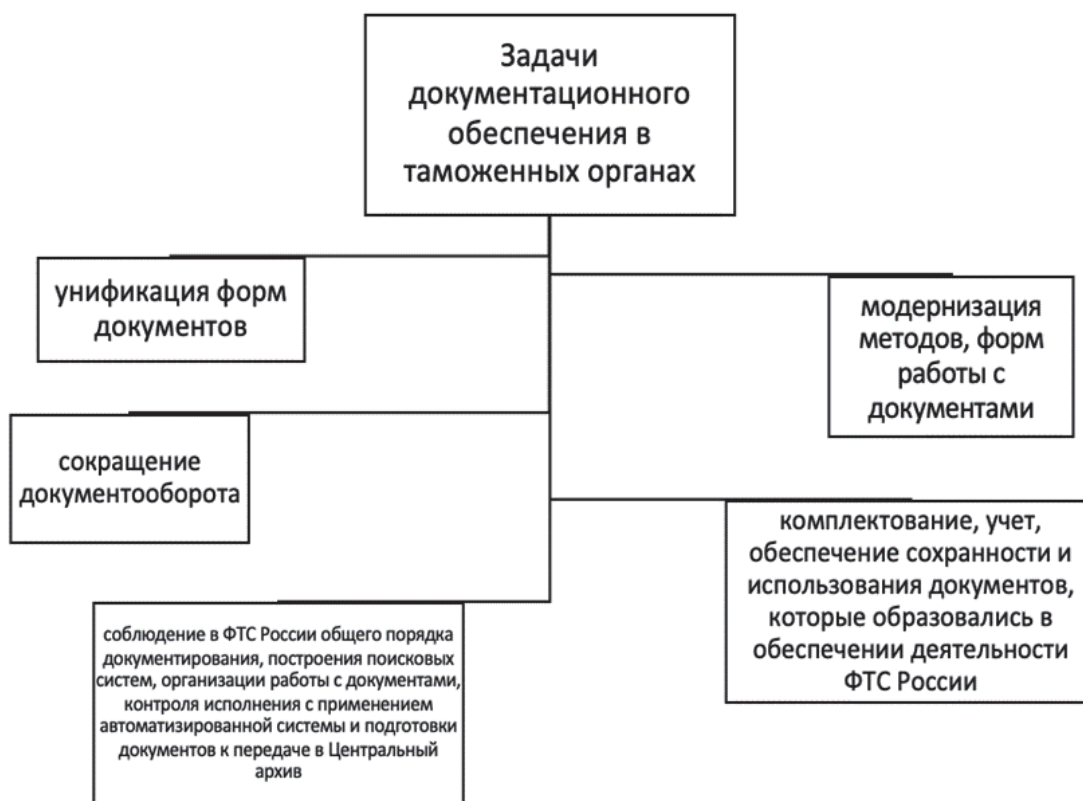 Задачи
документационного
обеспечения в
таможенных органах
унификация форм
документов
модернизация
методов, форм
работы с
документами
сокращение
документооборота
комплектование, учет,
обеспечение сохранности и
использования документов,
которые образовались в
обеспечении деятельности
ФТС России
соблюдение в ФТС России общего порядка
документирования, построения поисковых
систем, организации работы с документами,
контроля исполнения с применением
автоматизированной системы и подготовки
документов к передаче в Центральный
архив